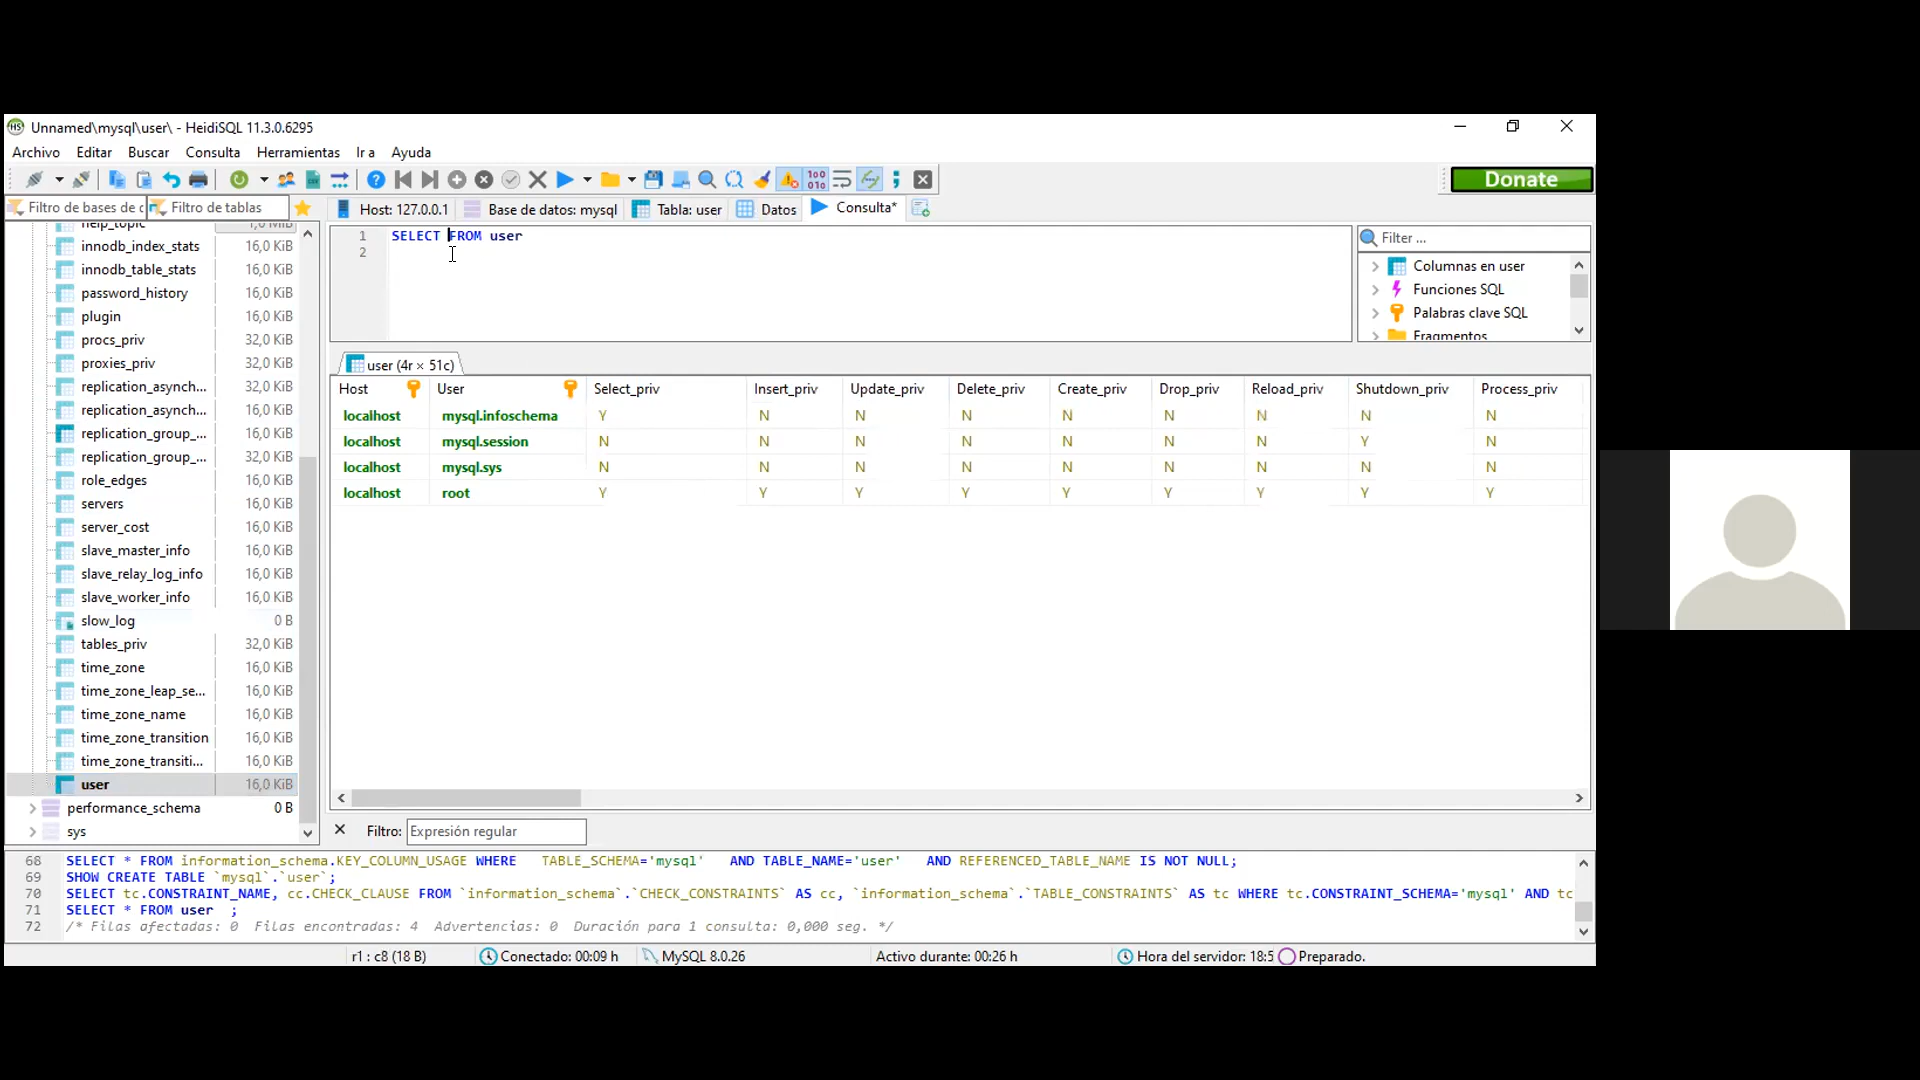 Unnamed\mysql\user\ - HeidiSQL 11.3.0.6295
Archivo Editar Buscar Consulta Herramientas Ir a Ayuda
Donate
Filtro de bases de c Filtro de tablas
Host: 127.0.0.1 Base de datos: mysql Tabla: user Datos Consulta*
help_topic 1,0 MiB
innodb_index_stats 16,0 KiB
innodb_table_stats 16,0 KiB
password_history 16,0 KiB
plugin 16,0 KiB
procs_priv 32,0 KiB
proxies_priv 32,0 KiB
replication_asynch... 32,0 KiB
replication_asynch... 16,0 KiB
replication_group_... 16,0 KiB
replication_group_... 32,0 KiB
role_edges 16,0 KiB
servers 16,0 KiB
server_cost 16,0 KiB
slave_master_info 16,0 KiB
slave_relay_log_info 16,0 KiB
slave_worker_info 16,0 KiB
slow_log 0 B
tables_priv 32,0 KiB
time_zone 16,0 KiB
time_zone_leap_se... 16,0 KiB
time_zone_name 16,0 KiB
time_zone_transition 16,0 KiB
time_zone_transiti... 16,0 KiB
user 16,0 KiB
performance_schema 0 B
sys
1 SELECT FROM user
2
Filter ...
Columnas en user
Funciones SQL
Palabras clave SQL
Fragmentos
user (4r × 51c)
Host User Select_priv Insert_priv Update_priv Delete_priv Create_priv Drop_priv Reload_priv Shutdown_priv Process_priv
localhost mysql.infoschema Y N N N N N N N N
localhost mysql.session N N N N N N N Y N
localhost mysql.sys N N N N N N N N N
localhost root Y Y Y Y Y Y Y Y Y
Filtro: Expresión regular
68 SELECT * FROM information_schema.KEY_COLUMN_USAGE WHERE TABLE_SCHEMA='mysql' AND TABLE_NAME='user' AND REFERENCED_TABLE_NAME IS NOT NULL;
69 SHOW CREATE TABLE `mysql`.`user`;
70 SELECT tc.CONSTRAINT_NAME, cc.CHECK_CLAUSE FROM `information_schema`.`CHECK_CONSTRAINTS` AS cc, `information_schema`.`TABLE_CONSTRAINTS` AS tc WHERE tc.CONSTRAINT_SCHEMA='mysql' AND tc
71 SELECT * FROM user ;
72 /* Filas afectadas: 0 Filas encontradas: 4 Advertencias: 0 Duración para 1 consulta: 0,000 seg. */
r1 : c8 (18 B) Conectado: 00:09 h MySQL 8.0.26 Activo durante: 00:26 h Hora del servidor: 18:5 Preparado.